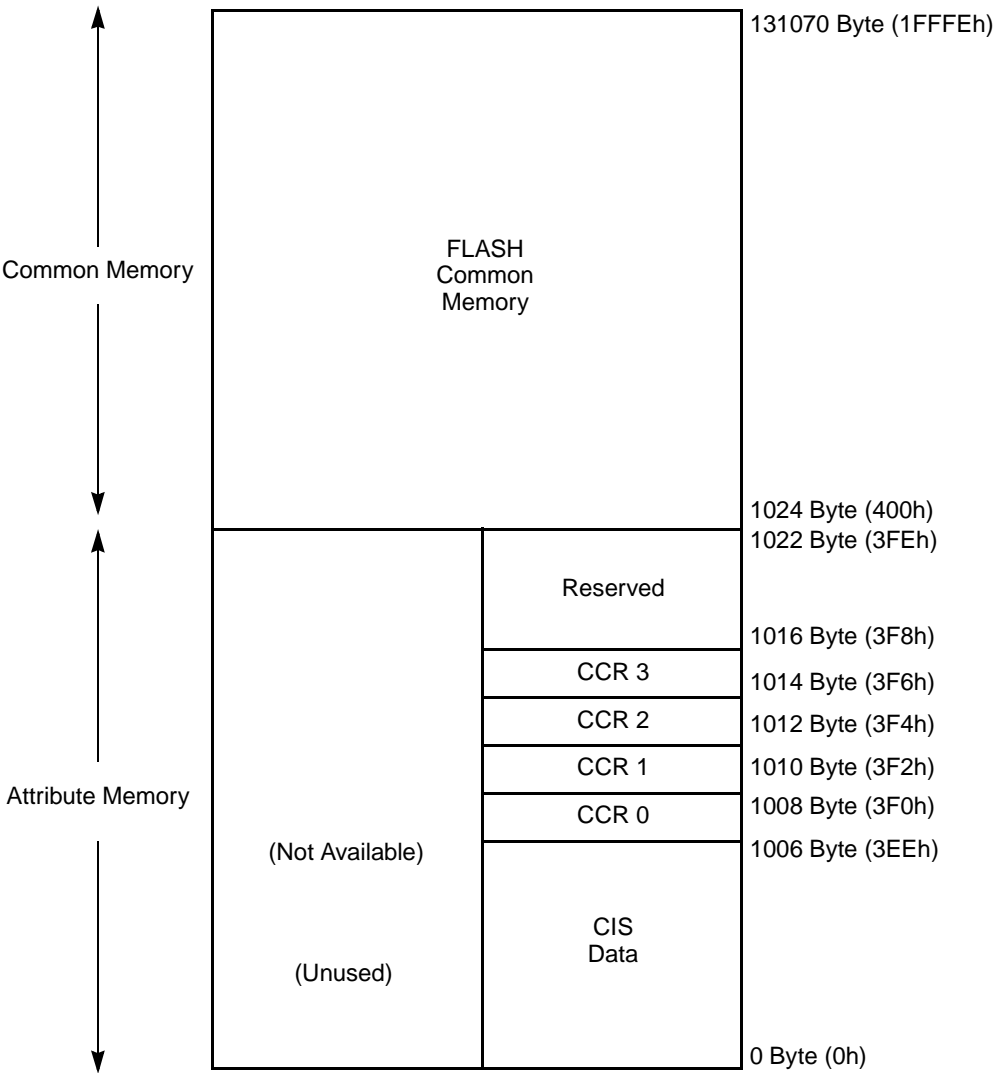 131070 Byte (1FFFEh)
Common Memory
FLASH
Common
Memory
1024 Byte (400h)
1022 Byte (3FEh)
Reserved
1016 Byte (3F8h)
CCR 3
1014 Byte (3F6h)
CCR 2
1012 Byte (3F4h)
CCR 1
1010 Byte (3F2h)
Attribute Memory
CCR 0
1008 Byte (3F0h)
(Not Available)
1006 Byte (3EEh)
CIS
Data
(Unused)
0 Byte (0h)